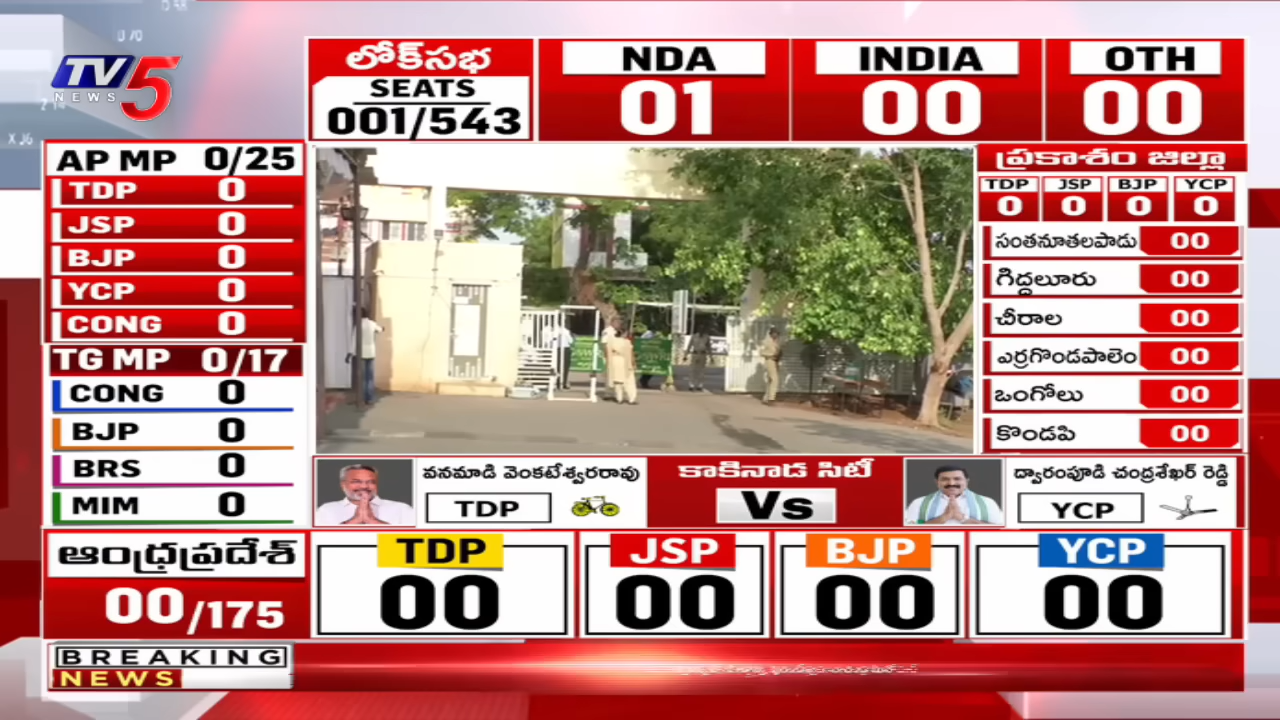 TV5
NEWS
లోక్‌సభ
SEATS
001/543
NDA
01
INDIA
00
OTH
00
AP MP 0/25
TDP 0
JSP 0
BJP 0
YCP 0
CONG 0
TG MP 0/17
CONG 0
BJP 0
BRS 0
MIM 0
ప్రకాశం జిల్లా
TDP JSP BJP YCP
0 0 0 0
సంతనూతలపాడు 00
గిద్దలూరు 00
చీరాల 00
ఎర్రగొండపాలెం 00
ఒంగోలు 00
కొండపి 00
వనమాడి వెంకటేశ్వరరావు
TDP
కాకినాడ సిటీ
Vs
ద్వారంపూడి చంద్రశేఖర్ రెడ్డి
YCP
ఆంధ్రప్రదేశ్
00/175
TDP
00
JSP
00
BJP
00
YCP
00
BREAKING
NEWS